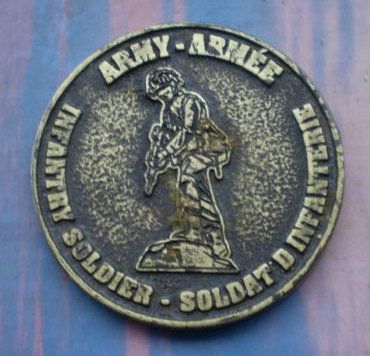 ARMY - ARMÉE
INFANTRY SOLDIER - SOLDAT D INFANTERIE